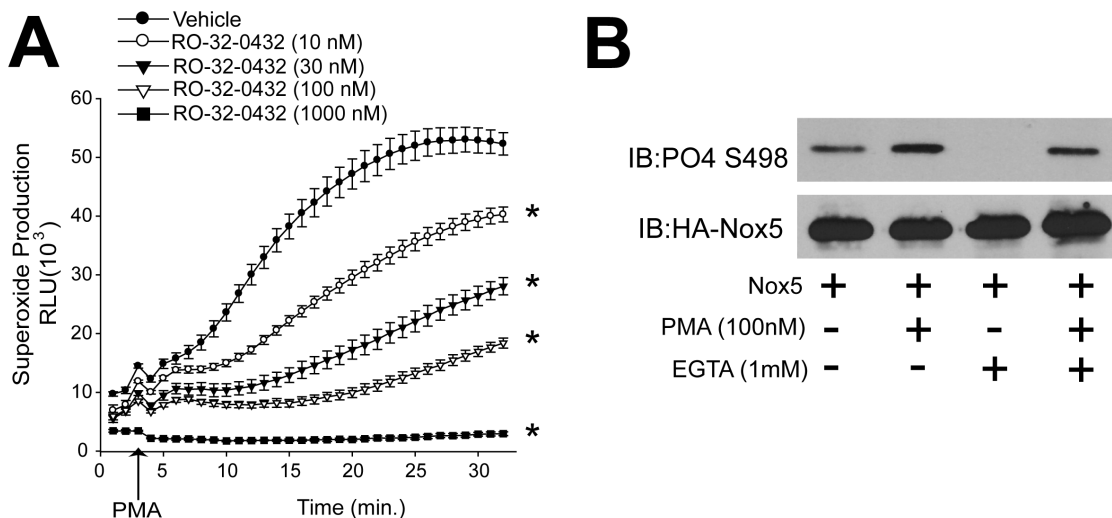 A
Vehicle
RO-32-0432 (10 nM)
RO-32-0432 (30 nM)
RO-32-0432 (100 nM)
RO-32-0432 (1000 nM)
Superoxide Production
RLU(10³)
60
50
40
30
20
10
0
*
*
*
*
0 5 10 15 20 25 30
PMA
Time (min.)
B
IB:PO4 S498
IB:HA-Nox5
Nox5 + + + +
PMA (100nM) - + - +
EGTA (1mM) - - + +